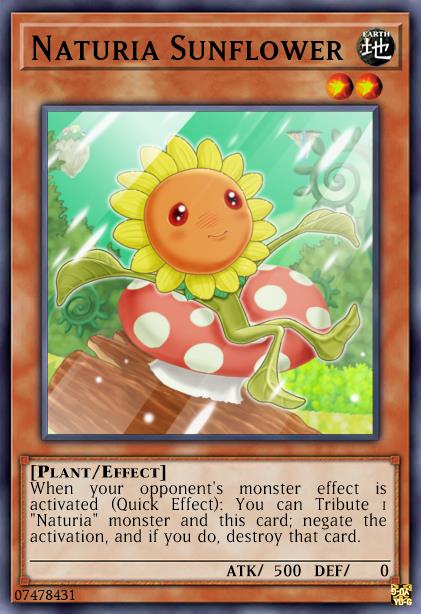 Naturia Sunflower
EARTH
地
[Plant/Effect]
When your opponent's monster effect is
activated (Quick Effect): You can Tribute 1
"Naturia" monster and this card; negate the
activation, and if you do, destroy that card.
ATK/ 500 DEF/ 0
07478431